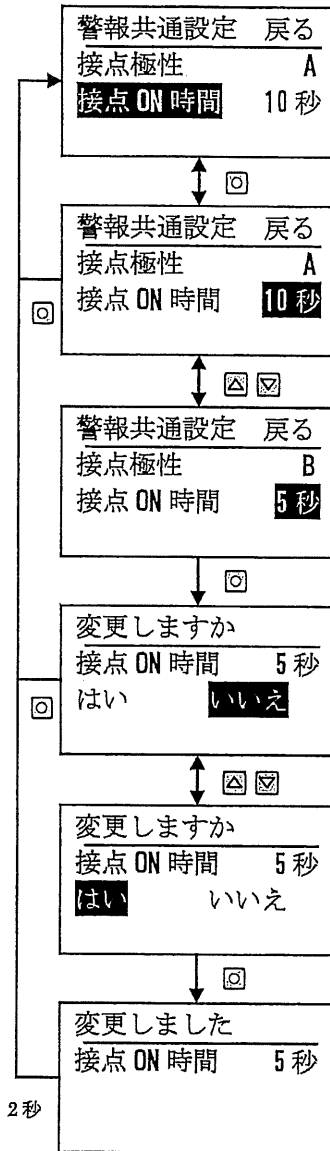 警報共通設定 戻る
接点極性 A
接点 ON 時間 10 秒
警報共通設定 戻る
接点極性 A
接点 ON 時間 10 秒
警報共通設定 戻る
接点極性 B
接点 ON 時間 5 秒
変更しますか
接点 ON 時間 5 秒
はい いいえ
変更しますか
接点 ON 時間 5 秒
はい いいえ
変更しました
接点 ON 時間 5 秒
2 秒